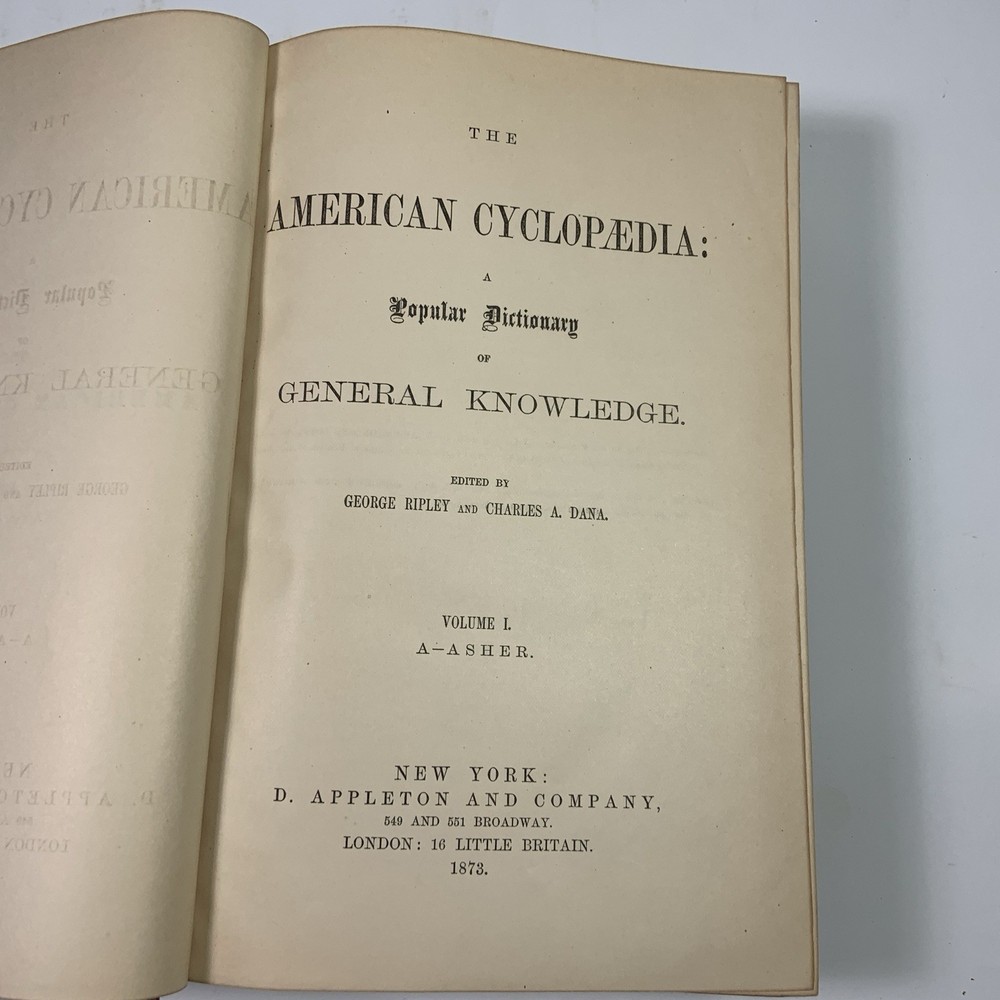 THE
AMERICAN CYCLOPÆDIA:
A
Popular Dictionary
OF
GENERAL KNOWLEDGE.
EDITED BY
GEORGE RIPLEY AND CHARLES A. DANA.
VOLUME I.
A–ASHER.
NEW YORK:
D. APPLETON AND COMPANY,
549 AND 551 BROADWAY.
LONDON: 16 LITTLE BRITAIN.
1873.